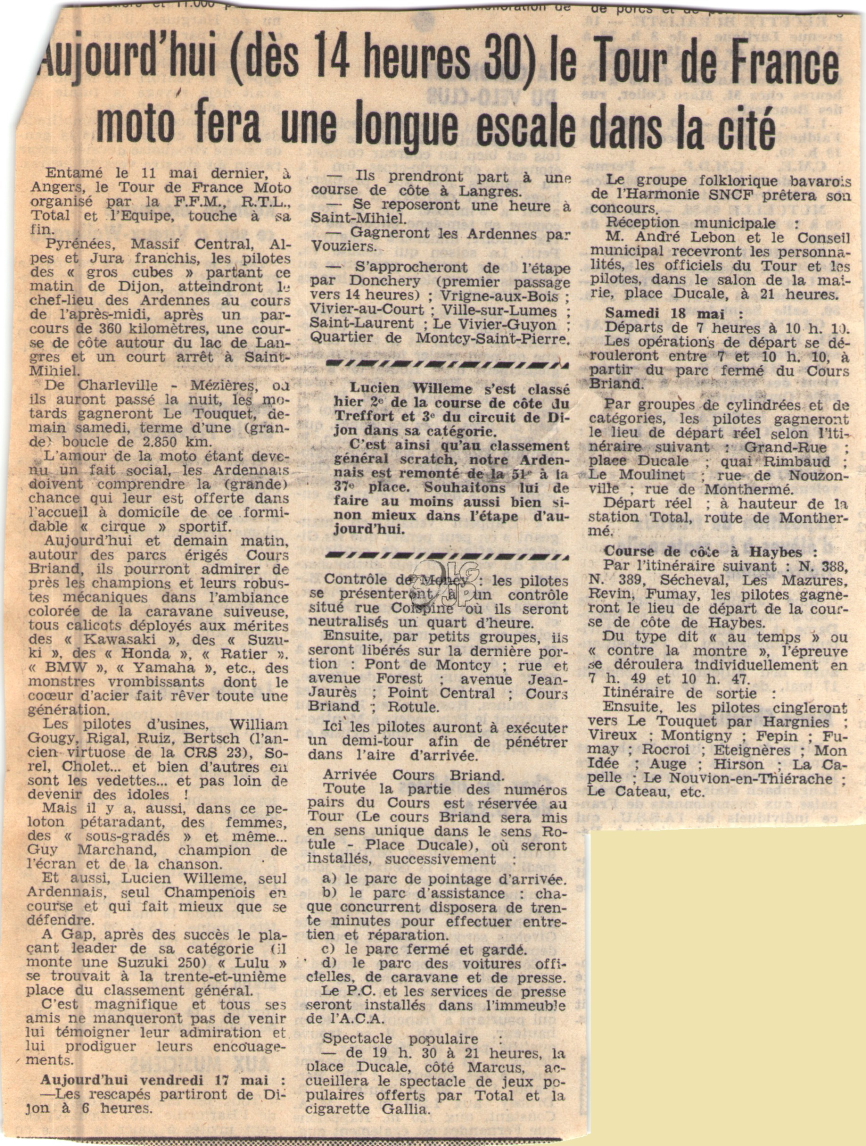 Aujourd'hui (dès 14 heures 30) le Tour de France
moto fera une longue escale dans la cité
Entamé le 11 mai dernier, à
Angers, le Tour de France Moto
organisé par la F.F.M., R.T.L.,
Total et l'Equipe, touche à sa
fin.
Pyrénées, Massif Central, Al-
pes et Jura franchis, les pilotes
des « gros cubes » partant ce
matin de Dijon, atteindront le
chef-lieu des Ardennes au cours
de l'après-midi, après un par-
cours de 360 kilomètres, une cour-
se de côte autour du lac de Lan-
gres et un court arrêt à Saint-
Mihiel.
De Charleville - Mézières, où
ils auront passé la nuit, les mo-
tards gagneront Le Touquet, de-
main samedi, terme d'une (gran-
de) boucle de 2.850 km.
L'amour de la moto étant deve-
nu un fait social, les Ardennais
doivent comprendre la (grande)
chance qui leur est offerte dans
l'accueil à domicile de ce formi-
dable « cirque » sportif.
Aujourd'hui et demain matin,
autour des parcs érigés Cours
Briand, ils pourront admirer de
près les champions et leurs robus-
tes mécaniques dans l'ambiance
colorée de la caravane suiveuse,
tous calicots déployés aux mérites
des « Kawasaki », des « Suzu-
ki », des « Honda », « Ratier »,
« BMW », « Yamaha », etc., des
monstres vrombissants dont le
cœur d'acier fait rêver toute une
génération.
Les pilotes d'usines, William
Gougy, Rigal, Ruiz, Bertsch (l'an-
cien virtuose de la CRS 23), So-
rel, Cholet... et bien d'autres en
sont les vedettes... et pas loin de
devenir des idoles !
Mais il y a, aussi, dans ce pe-
loton pétaradant, des femmes,
des « sous-gradés » et même...
Guy Marchand, champion de
l'écran et de la chanson.
Et aussi, Lucien Willeme, seul
Ardennais, seul Champenois en
course et qui fait mieux que se
défendre.
A Gap, après des succès le pla-
çant leader de sa catégorie (il
monte une Suzuki 250) « Lulu »
se trouvait à la trente-et-unième
place du classement général.
C'est magnifique et tous ses
amis ne manqueront pas de venir
lui témoigner leur admiration et
lui prodiguer leurs encouage-
ments.
Aujourd'hui vendredi 17 mai :
—Les rescapés partiront de Di-
jon à 6 heures.
— Ils prendront part à une
course de côte à Langres.
— Se reposeront une heure à
Saint-Mihiel.
— Gagneront les Ardennes par
Vouziers.
— S'approcheront de l'étape
par Donchery (premier passage
vers 14 heures) ; Vrigne-aux-Bois ;
Vivier-au-Court ; Ville-sur-Lumes ;
Saint-Laurent ; Le Vivier-Guyon ;
Quartier de Montcy-Saint-Pierre.
Lucien Willeme s'est classé
hier 2e de la course de côte du
Treffort et 3e du circuit de Di-
jon dans sa catégorie.
C'est ainsi qu'au classement
général scratch, notre Arden-
nais est remonté de la 51e à la
37e place. Souhaitons lui de
faire au moins aussi bien si-
non mieux dans l'étape d'au-
jourd'hui.
Contrôle de Moncy : les pilotes
se présenteront à un contrôle
situé rue où ils seront
neutralisés un quart d'heure.
Ensuite, par petits groupes, ils
seront libérés sur la dernière por-
tion : Pont de Montcy ; rue et
avenue Forest ; avenue Jean-
Jaurès ; Point Central ; Cours
Briand ; Rotule.
Ici les pilotes auront à exécuter
un demi-tour afin de pénétrer
dans l'aire d'arrivée.
Arrivée Cours Briand.
Toute la partie des numéros
pairs du Cours est réservée au
Tour (Le cours Briand sera mis
en sens unique dans le sens Ro-
tule - Place Ducale), où seront
installés, successivement :
a) le parc de pointage d'arrivée.
b) le parc d'assistance : cha-
que concurrent disposera de tren-
te minutes pour effectuer entre-
tien et réparation.
c) le parc fermé et gardé.
d) le parc des voitures offi-
cielles, de caravane et de presse.
Le P.C. et les services de presse
seront installés dans l'immeuble
de l'A.C.A.
Spectacle populaire :
— de 19 h. 30 à 21 heures, la
place Ducale, côté Marcus, ac-
cueillera le spectacle de jeux po-
pulaires offerts par Total et la
cigarette Gallia.
Le groupe folklorique bavarois
de l'Harmonie SNCF prêtera son
concours.
Réception municipale :
M. André Lebon et le Conseil
municipal recevront les personna-
lités, les officiels du Tour et les
pilotes, dans le salon de la mai-
rie, place Ducale, à 21 heures.
Samedi 18 mai :
Départs de 7 heures à 10 h. 10.
Les opérations de départ se dé-
rouleront entre 7 et 10 h. 10, à
partir du parc fermé du Cours
Briand.
Par groupes de cylindrées et de
catégories, les pilotes gagneront
le lieu de départ réel selon l'iti-
néraire suivant : Grand-Rue ;
place Ducale ; quai Rimbaud ;
Le Moulinet ; rue de Nouzon-
ville ; rue de Monthermé.
Départ réel : à hauteur de la
station Total, route de Monther-
mé.
Course de côte à Haybes :
Par l'itinéraire suivant : N. 388,
N. 389, Sécheval, Les Mazures,
Revin, Fumay, les pilotes gagne-
ront le lieu de départ de la cour-
se de côte de Haybes.
Du type dit « au temps » ou
« contre la montre », l'épreuve
se déroulera individuellement en
7 h. 49 et 10 h. 47.
Itinéraire de sortie :
Ensuite, les pilotes cingleront
vers Le Touquet par Hargnies ;
Vireux ; Montigny ; Fepin ; Fu-
may ; Rocroi ; Eteignères ; Mon
Idée ; Auge ; Hirson ; La Ca-
pelle ; Le Nouvion-en-Thiérache ;
Le Cateau, etc.